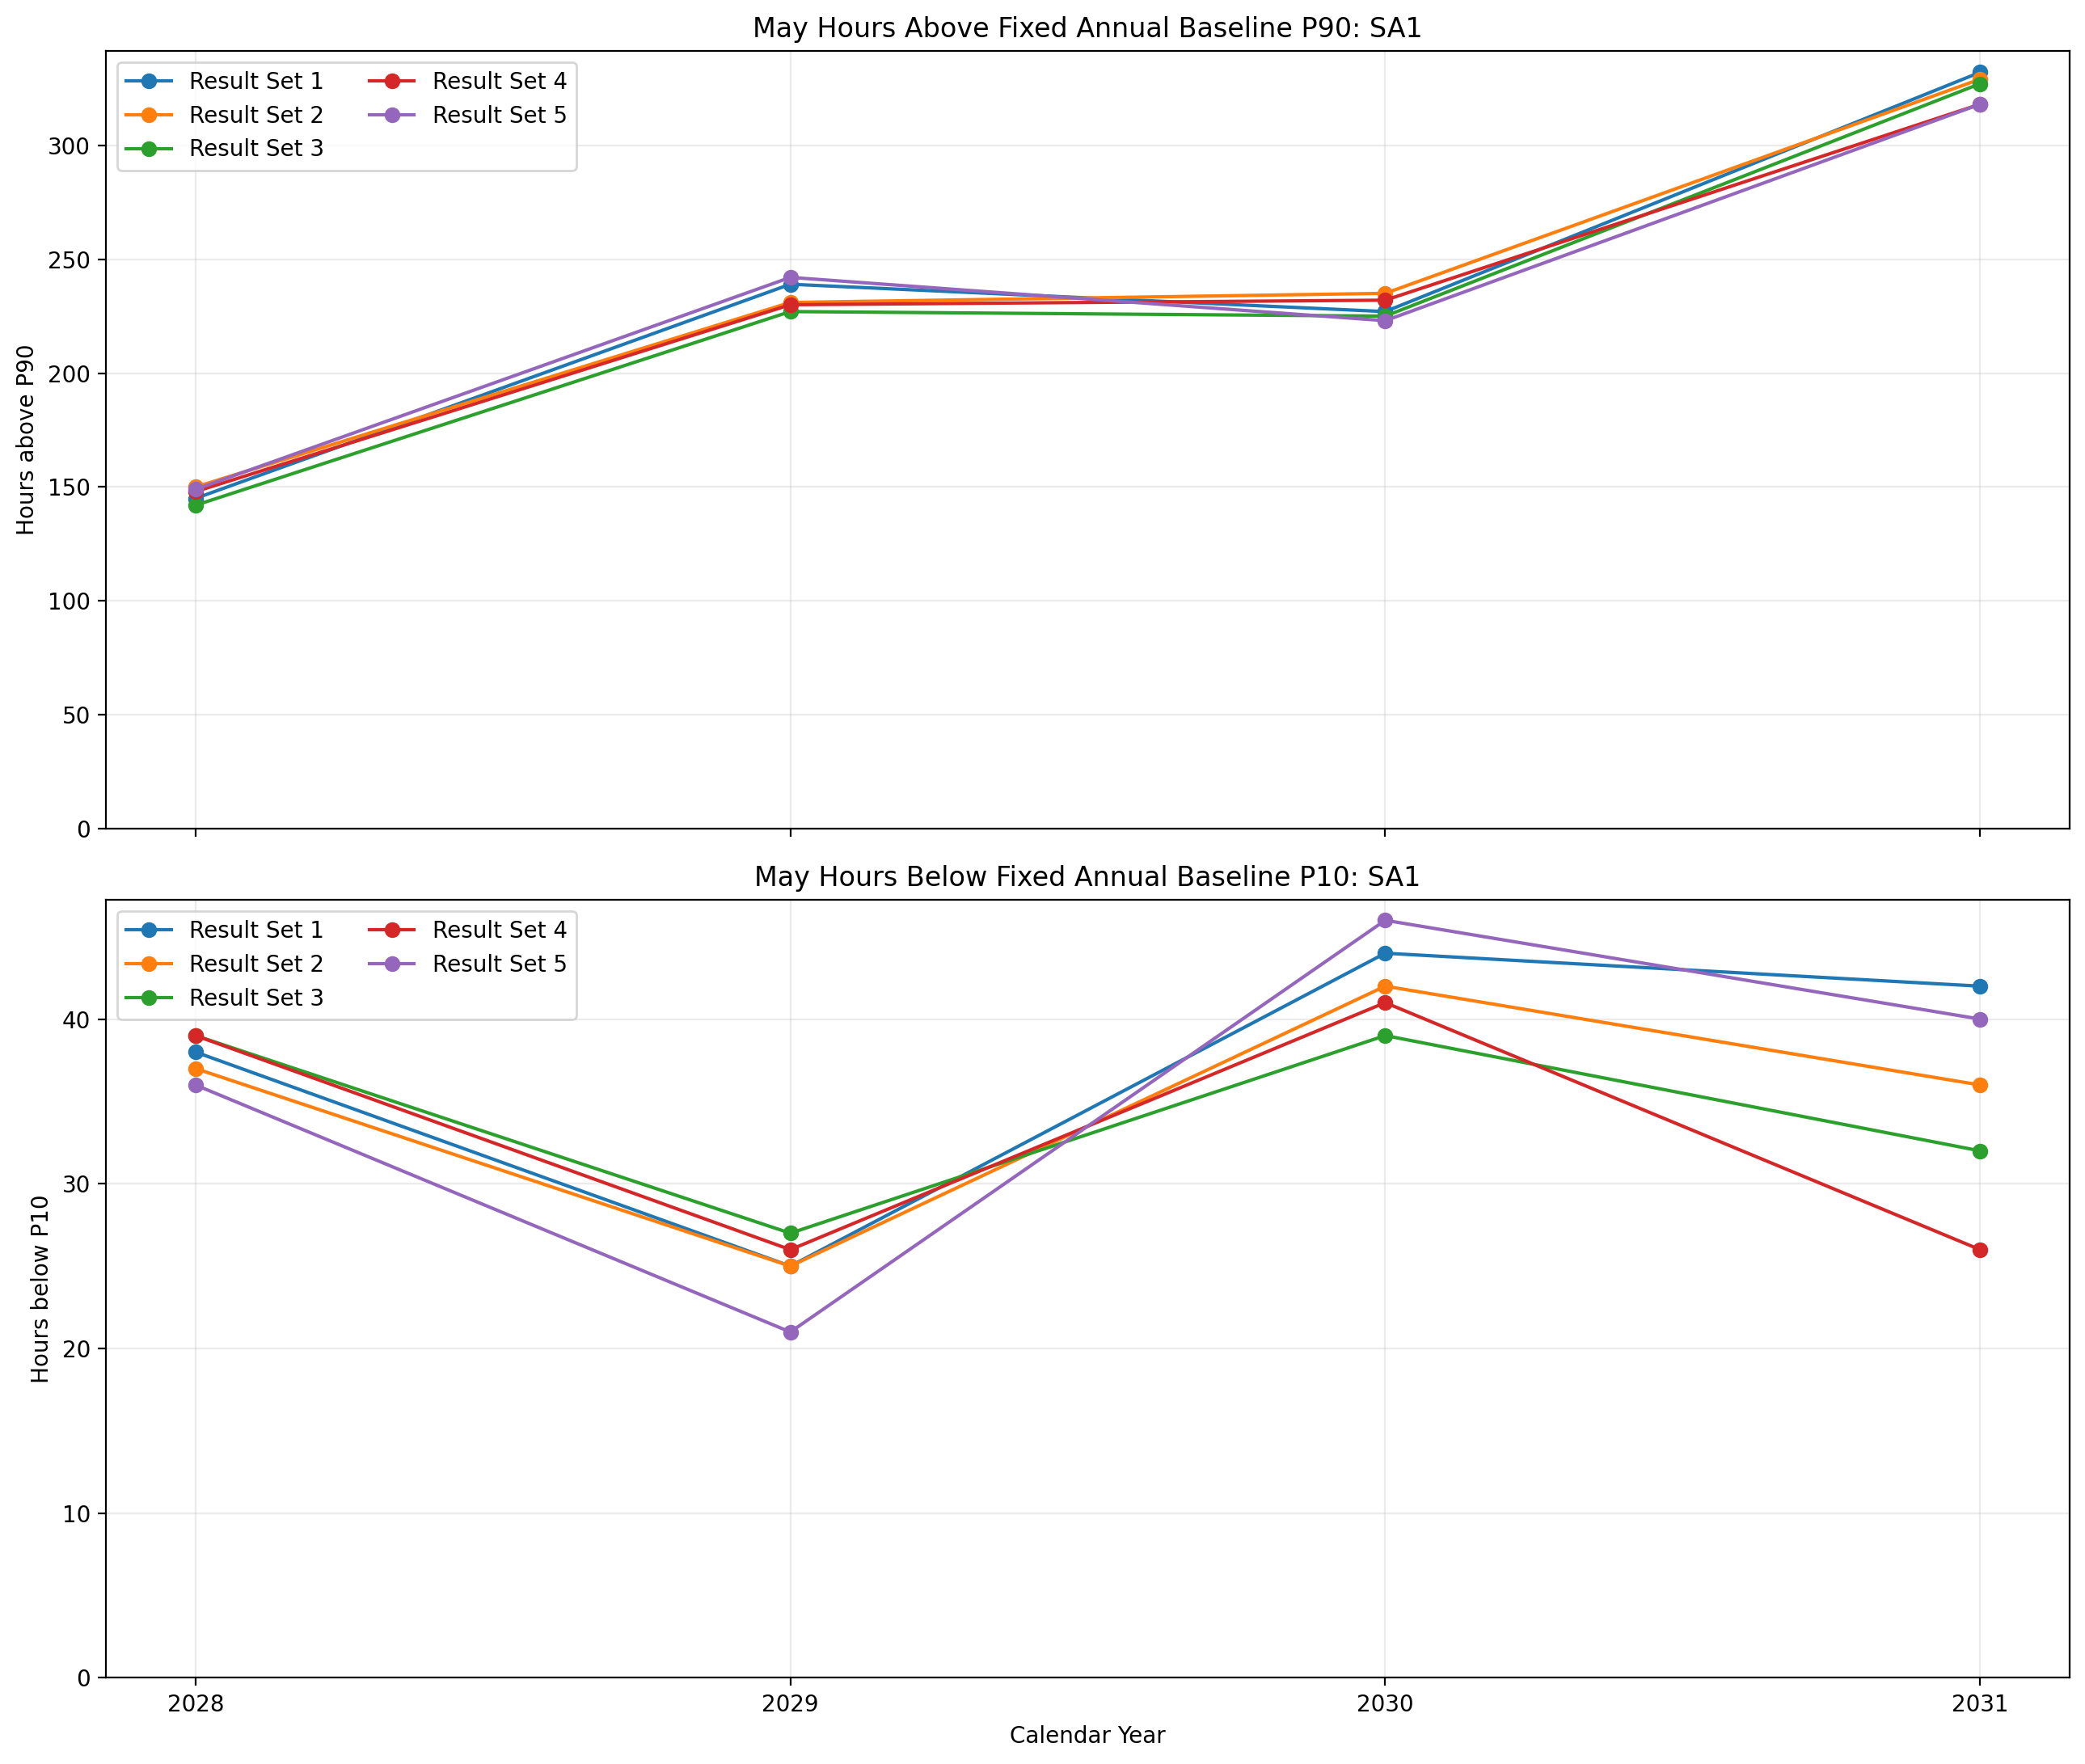 May Hours Above Fixed Annual Baseline P90: SA1
Result Set 1
Result Set 2
Result Set 3
Result Set 4
Result Set 5
Hours above P90
300
250
200
150
100
50
0
May Hours Below Fixed Annual Baseline P10: SA1
Result Set 1
Result Set 2
Result Set 3
Result Set 4
Result Set 5
Hours below P10
40
30
20
10
0
2028
2029
2030
2031
Calendar Year